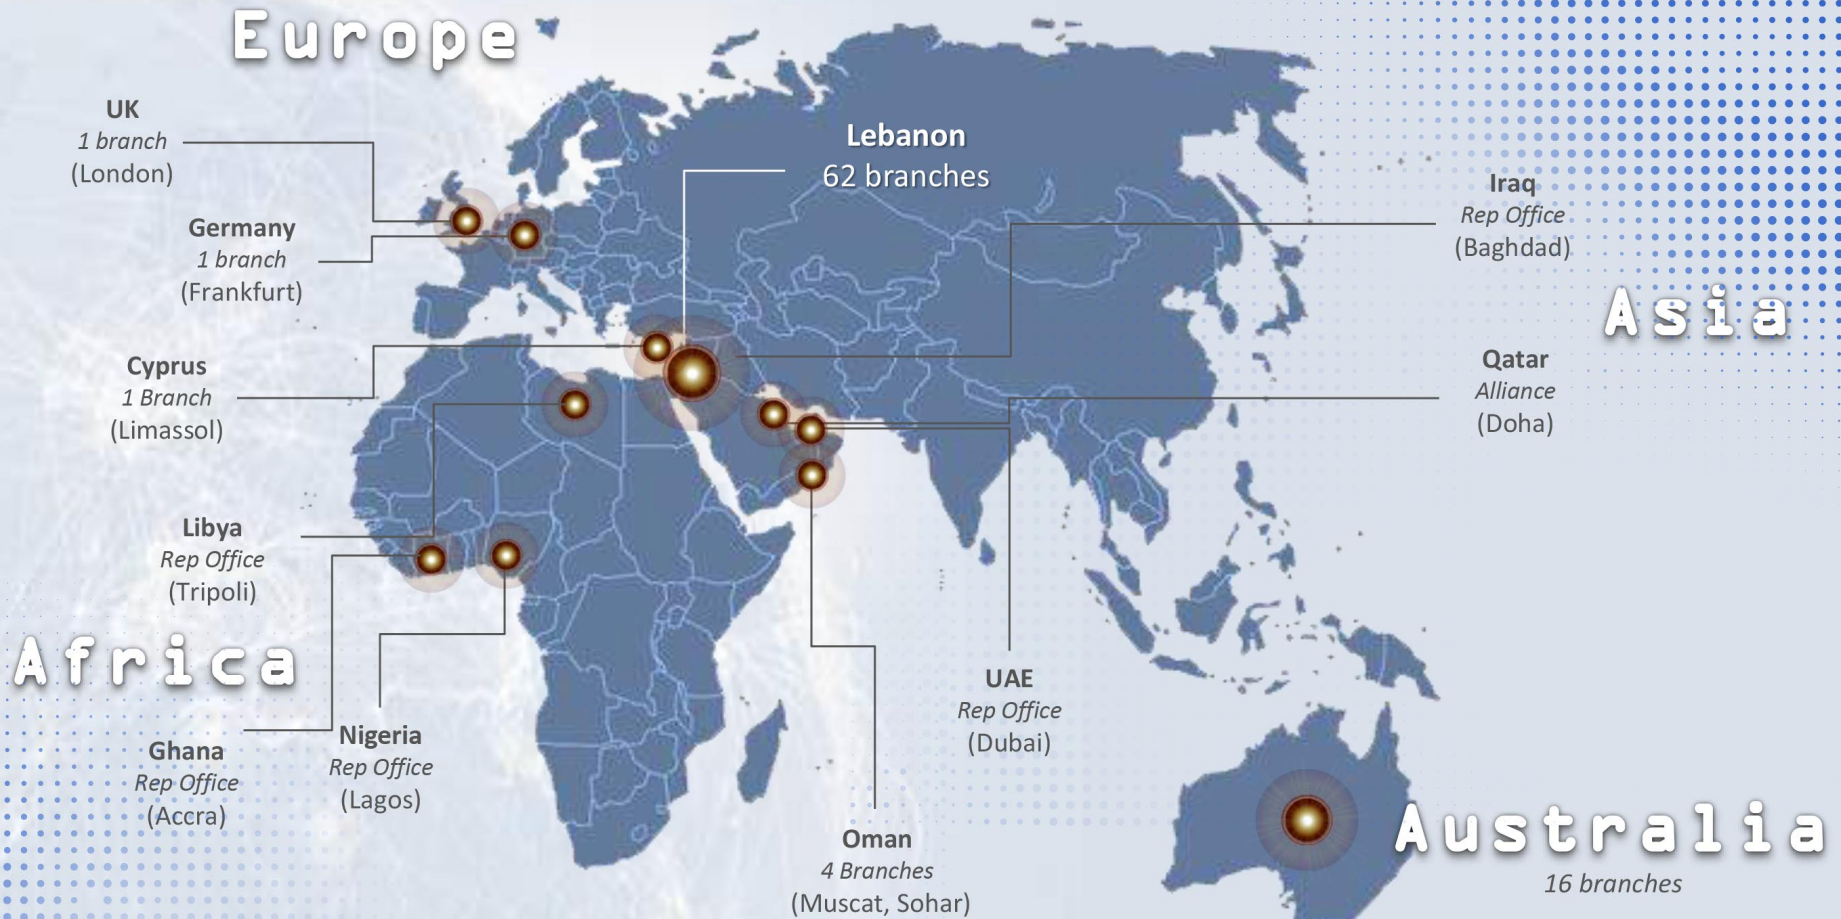 Europe
UK
1 branch
(London)
Germany
1 branch
(Frankfurt)
Cyprus
1 Branch
(Limassol)
Libya
Rep Office
(Tripoli)
Africa
Ghana
Rep Office
(Accra)
Nigeria
Rep Office
(Lagos)
Lebanon
62 branches
Iraq
Rep Office
(Baghdad)
Asia
Qatar
Alliance
(Doha)
UAE
Rep Office
(Dubai)
Oman
4 Branches
(Muscat, Sohar)
Australia
16 branches